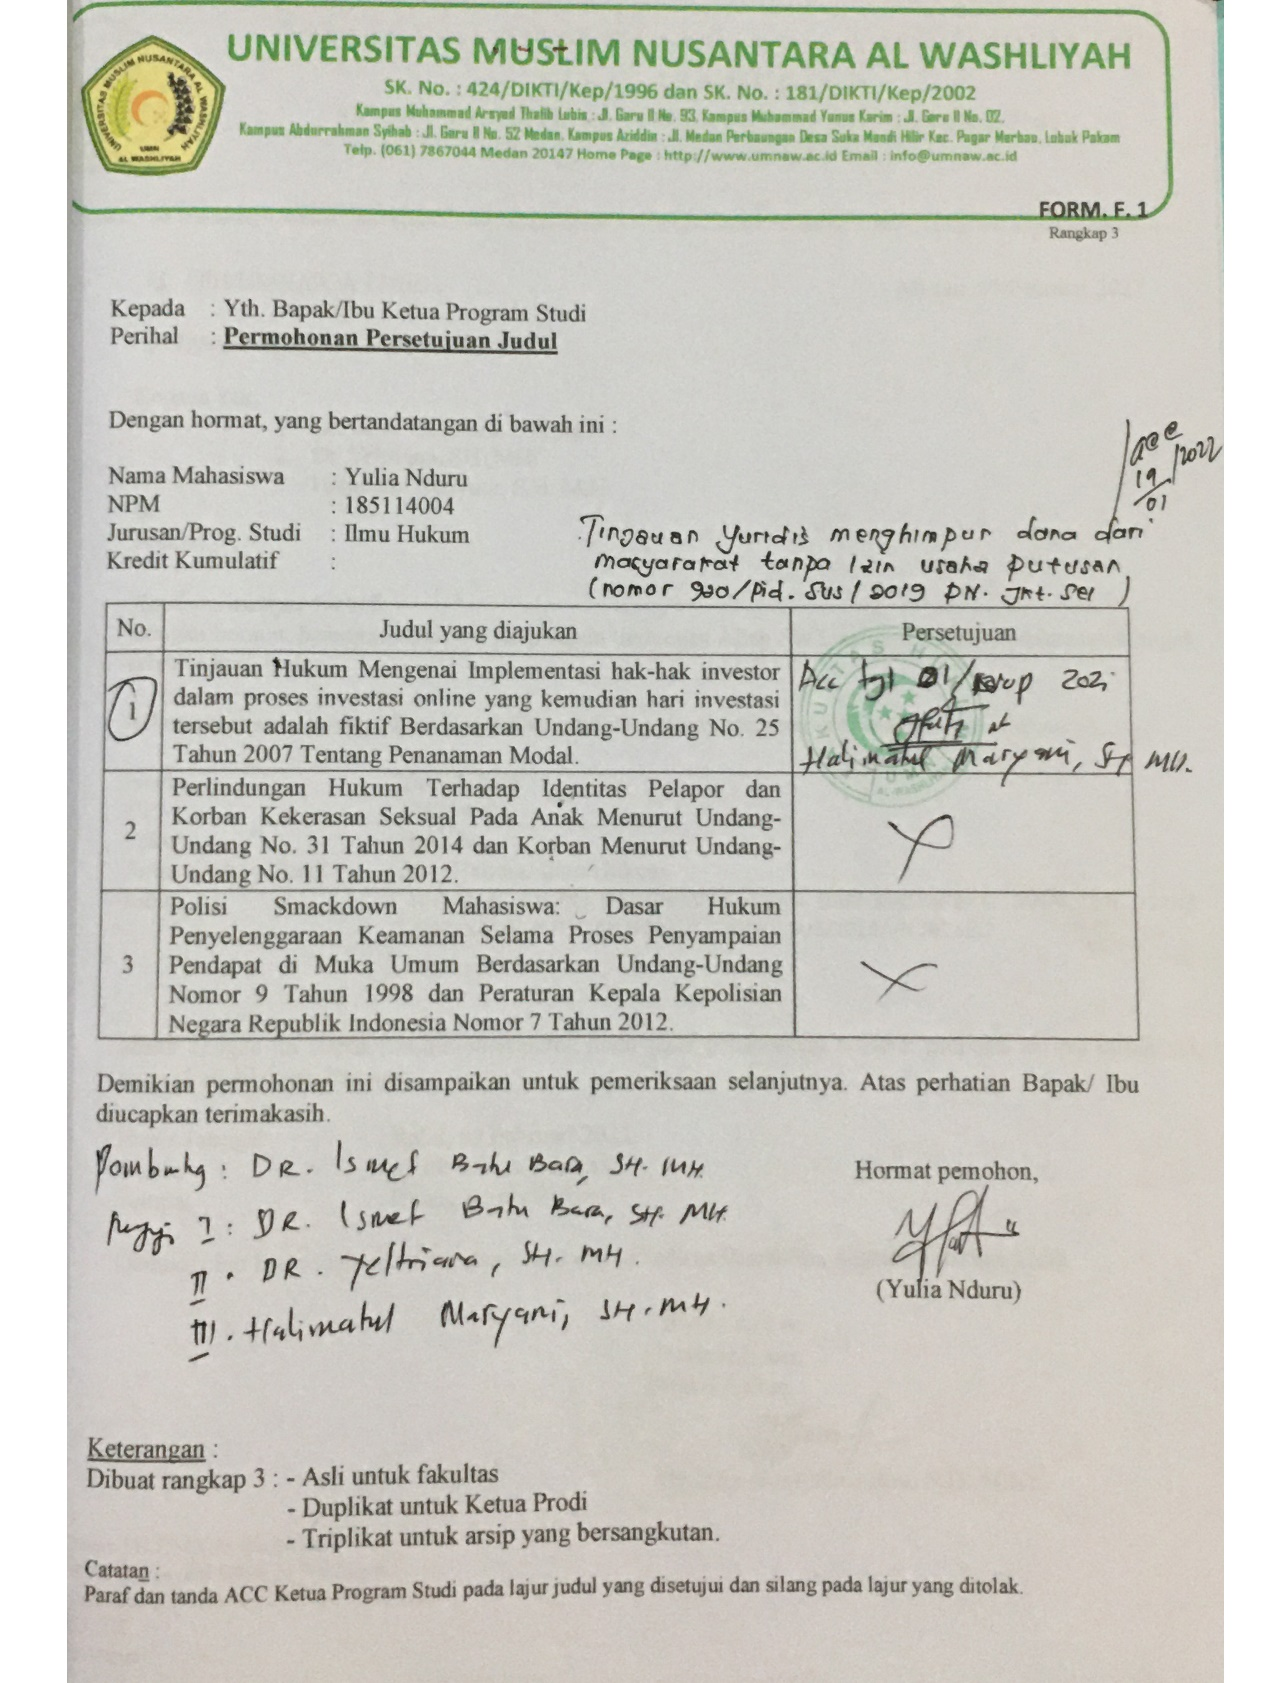 UNIVERSITAS MUSLIM NUSANTARA AL WASHLIYAH
SK. No. : 424/DIKTI/Kep/1996 dan SK. No. : 181/DIKTI/Kep/2002
Kampus Muhammad Arsyad Thalib Lubis : Jl. Garu II No. 93, Kampus Muhammad Yunus Karim : Jl. Garu II No. 02,
Kampus Abdurrahman Syihab : Jl. Garu II No. 52 Medan, Kampus Aziddin : Jl. Medan Perbaungan Desa Suka Mandi Hilir Kec. Pagar Merbau, Lubuk Pakam
Telp. (061) 7867044 Medan 20147 Home Page : http://www.umnaw.ac.id Email : info@umnaw.ac.id
UNIVERSITAS MUSLIM NUSANTARA AL WASHLIYAH
UMN
AL WASHLIYAH
FORM. F. 1
Rangkap 3
Kepada : Yth. Bapak/Ibu Ketua Program Studi
Perihal : Permohonan Persetujuan Judul
Dengan hormat, yang bertandatangan di bawah ini :
acc
19/01/2022
Nama Mahasiswa : Yulia Nduru
NPM : 185114004
Jurusan/Prog. Studi : Ilmu Hukum
Kredit Kumulatif :
Tinjauan Yuridis menghimpun dana dari
masyarakat tanpa Izin usaha Putusan
(nomor 920/Pid. Sus/2019 PN. Jkt. Sel)
No. Judul yang diajukan Persetujuan
1 Tinjauan Hukum Mengenai Implementasi hak-hak investor
dalam proses investasi online yang kemudian hari investasi
tersebut adalah fiktif Berdasarkan Undang-Undang No. 25
Tahun 2007 Tentang Penanaman Modal.
Acc tgl 01/ 2021
Halimatul Maryani, SH, MH.
2 Perlindungan Hukum Terhadap Identitas Pelapor dan
Korban Kekerasan Seksual Pada Anak Menurut Undang-
Undang No. 31 Tahun 2014 dan Korban Menurut Undang-
Undang No. 11 Tahun 2012.
3 Polisi Smackdown Mahasiswa: Dasar Hukum
Penyelenggaraan Keamanan Selama Proses Penyampaian
Pendapat di Muka Umum Berdasarkan Undang-Undang
Nomor 9 Tahun 1998 dan Peraturan Kepala Kepolisian
Negara Republik Indonesia Nomor 7 Tahun 2012.
Demikian permohonan ini disampaikan untuk pemeriksaan selanjutnya. Atas perhatian Bapak/ Ibu
diucapkan terimakasih.
: DR. Ismet Batu Bara, SH. MH.
I : DR. Ismet Batu Bara, SH. MH.
II . DR. , SH. MH.
III . Halimatul Maryani, SH. MH.
Hormat pemohon,
(Yulia Nduru)
Keterangan :
Dibuat rangkap 3 : - Asli untuk fakultas
- Duplikat untuk Ketua Prodi
- Triplikat untuk arsip yang bersangkutan.
Catatan :
Paraf dan tanda ACC Ketua Program Studi pada lajur judul yang disetujui dan silang pada lajur yang ditolak.